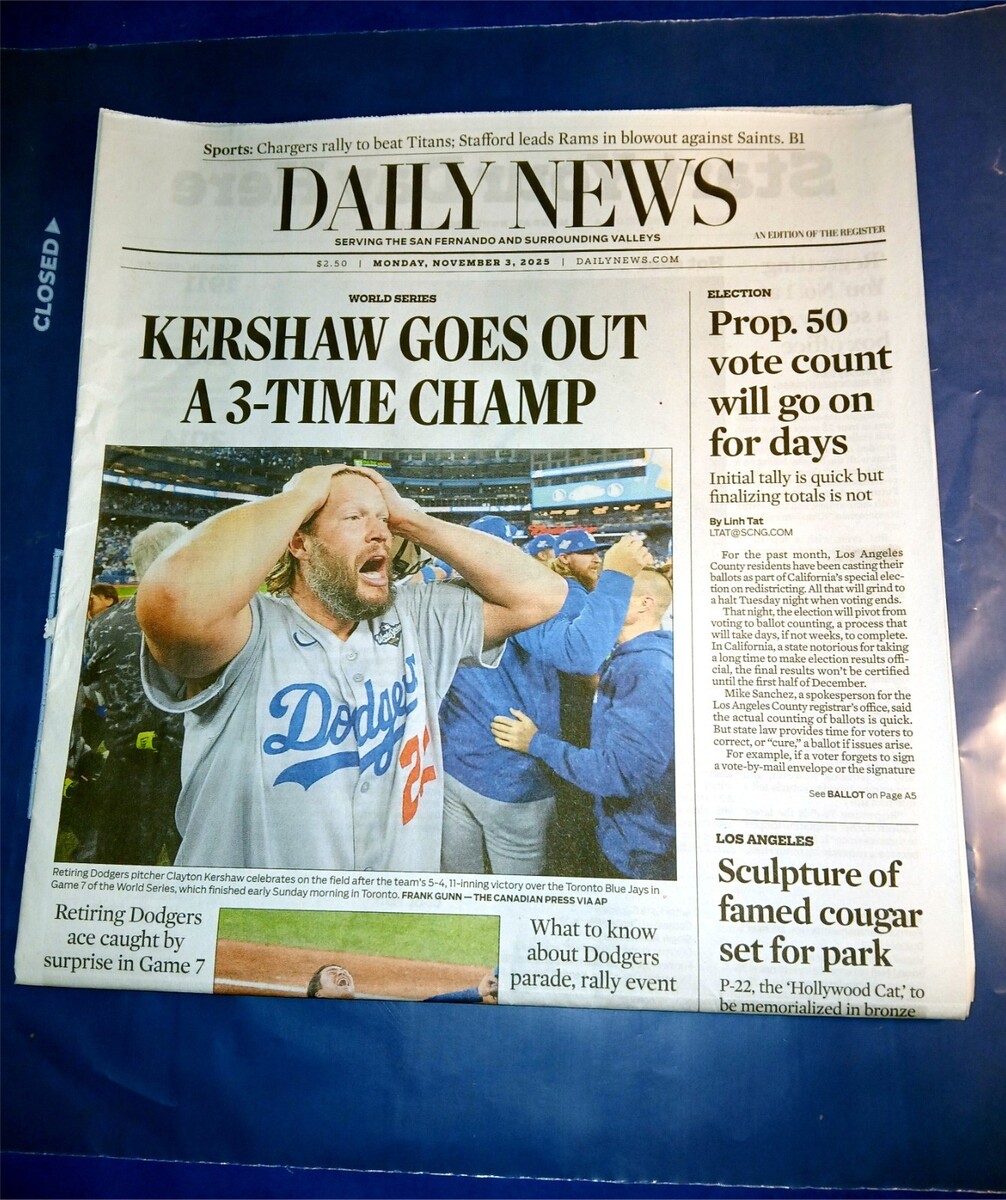 CLOSED
Sports: Chargers rally to beat Titans; Stafford leads Rams in blowout against Saints. B1
DAILY NEWS
SERVING THE SAN FERNANDO AND SURROUNDING VALLEYS
AN EDITION OF THE REGISTER
$2.50 | MONDAY, NOVEMBER 3, 2025 | DAILYNEWS.COM
WORLD SERIES
KERSHAW GOES OUT
A 3-TIME CHAMP
Dodgers
Retiring Dodgers pitcher Clayton Kershaw celebrates on the field after the team's 5-4, 11-inning victory over the Toronto Blue Jays in
Game 7 of the World Series, which finished early Sunday morning in Toronto. FRANK GUNN — THE CANADIAN PRESS VIA AP
Retiring Dodgers
ace caught by
surprise in Game 7
What to know
about Dodgers
parade, rally event
ELECTION
Prop. 50
vote count
will go on
for days
Initial tally is quick but
finalizing totals is not
By Linh Tat
LTAT@SCNG.COM
For the past month, Los Angeles
County residents have been casting their
ballots as part of California's special elec-
tion on redistricting. All that will grind to
a halt Tuesday night when voting ends.
That night, the election will pivot from
voting to ballot counting, a process that
will take days, if not weeks, to complete.
In California, a state notorious for taking
a long time to make election results offi-
cial, the final results won't be certified
until the first half of December.
Mike Sanchez, a spokesperson for the
Los Angeles County registrar's office, said
the actual counting of ballots is quick.
But state law provides time for voters to
correct, or "cure," a ballot if issues arise.
For example, if a voter forgets to sign
a vote-by-mail envelope or the signature
See BALLOT on Page A5
LOS ANGELES
Sculpture of
famed cougar
set for park
P-22, the 'Hollywood Cat,' to
be memorialized in bronze